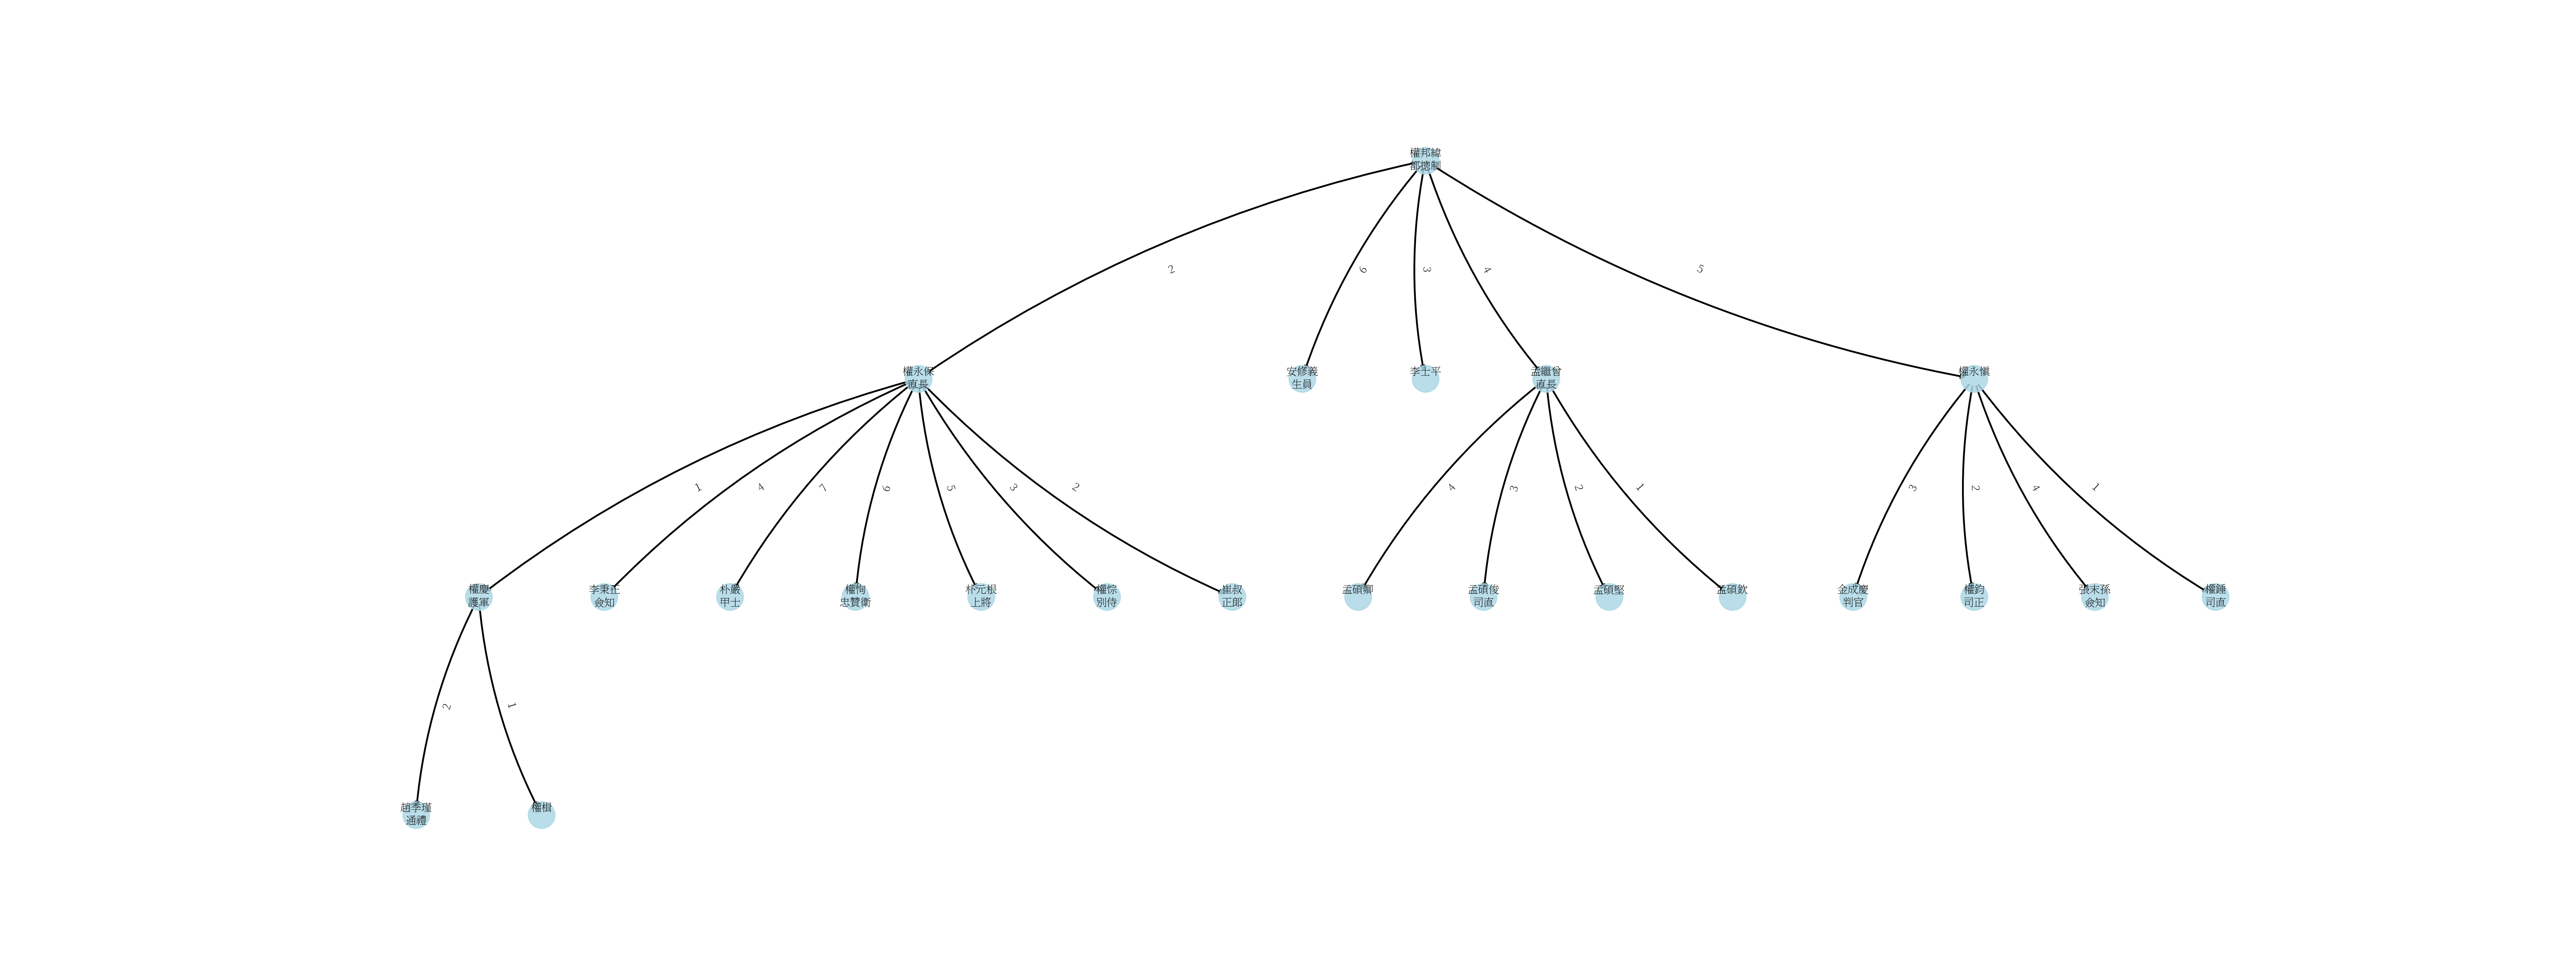 權邦緯
都摠制
2
6
3
4
5
權永保
直長
安修義
生員
李士平
孟繼曾
直長
權永愼
1
4
7
6
5
3
2
4
3
2
1
3
2
4
1
權慶
護軍
李秉正
僉知
朴嚴
甲士
權恂
忠贊衛
朴元根
上將
權悰
別侍
崔叔
正郎
孟碩卿
孟碩俊
司直
孟碩堅
孟碩欽
金成慶
判官
權鈞
司正
張末孫
僉知
權鍾
司直
2
1
趙季瑾
通禮
權楫